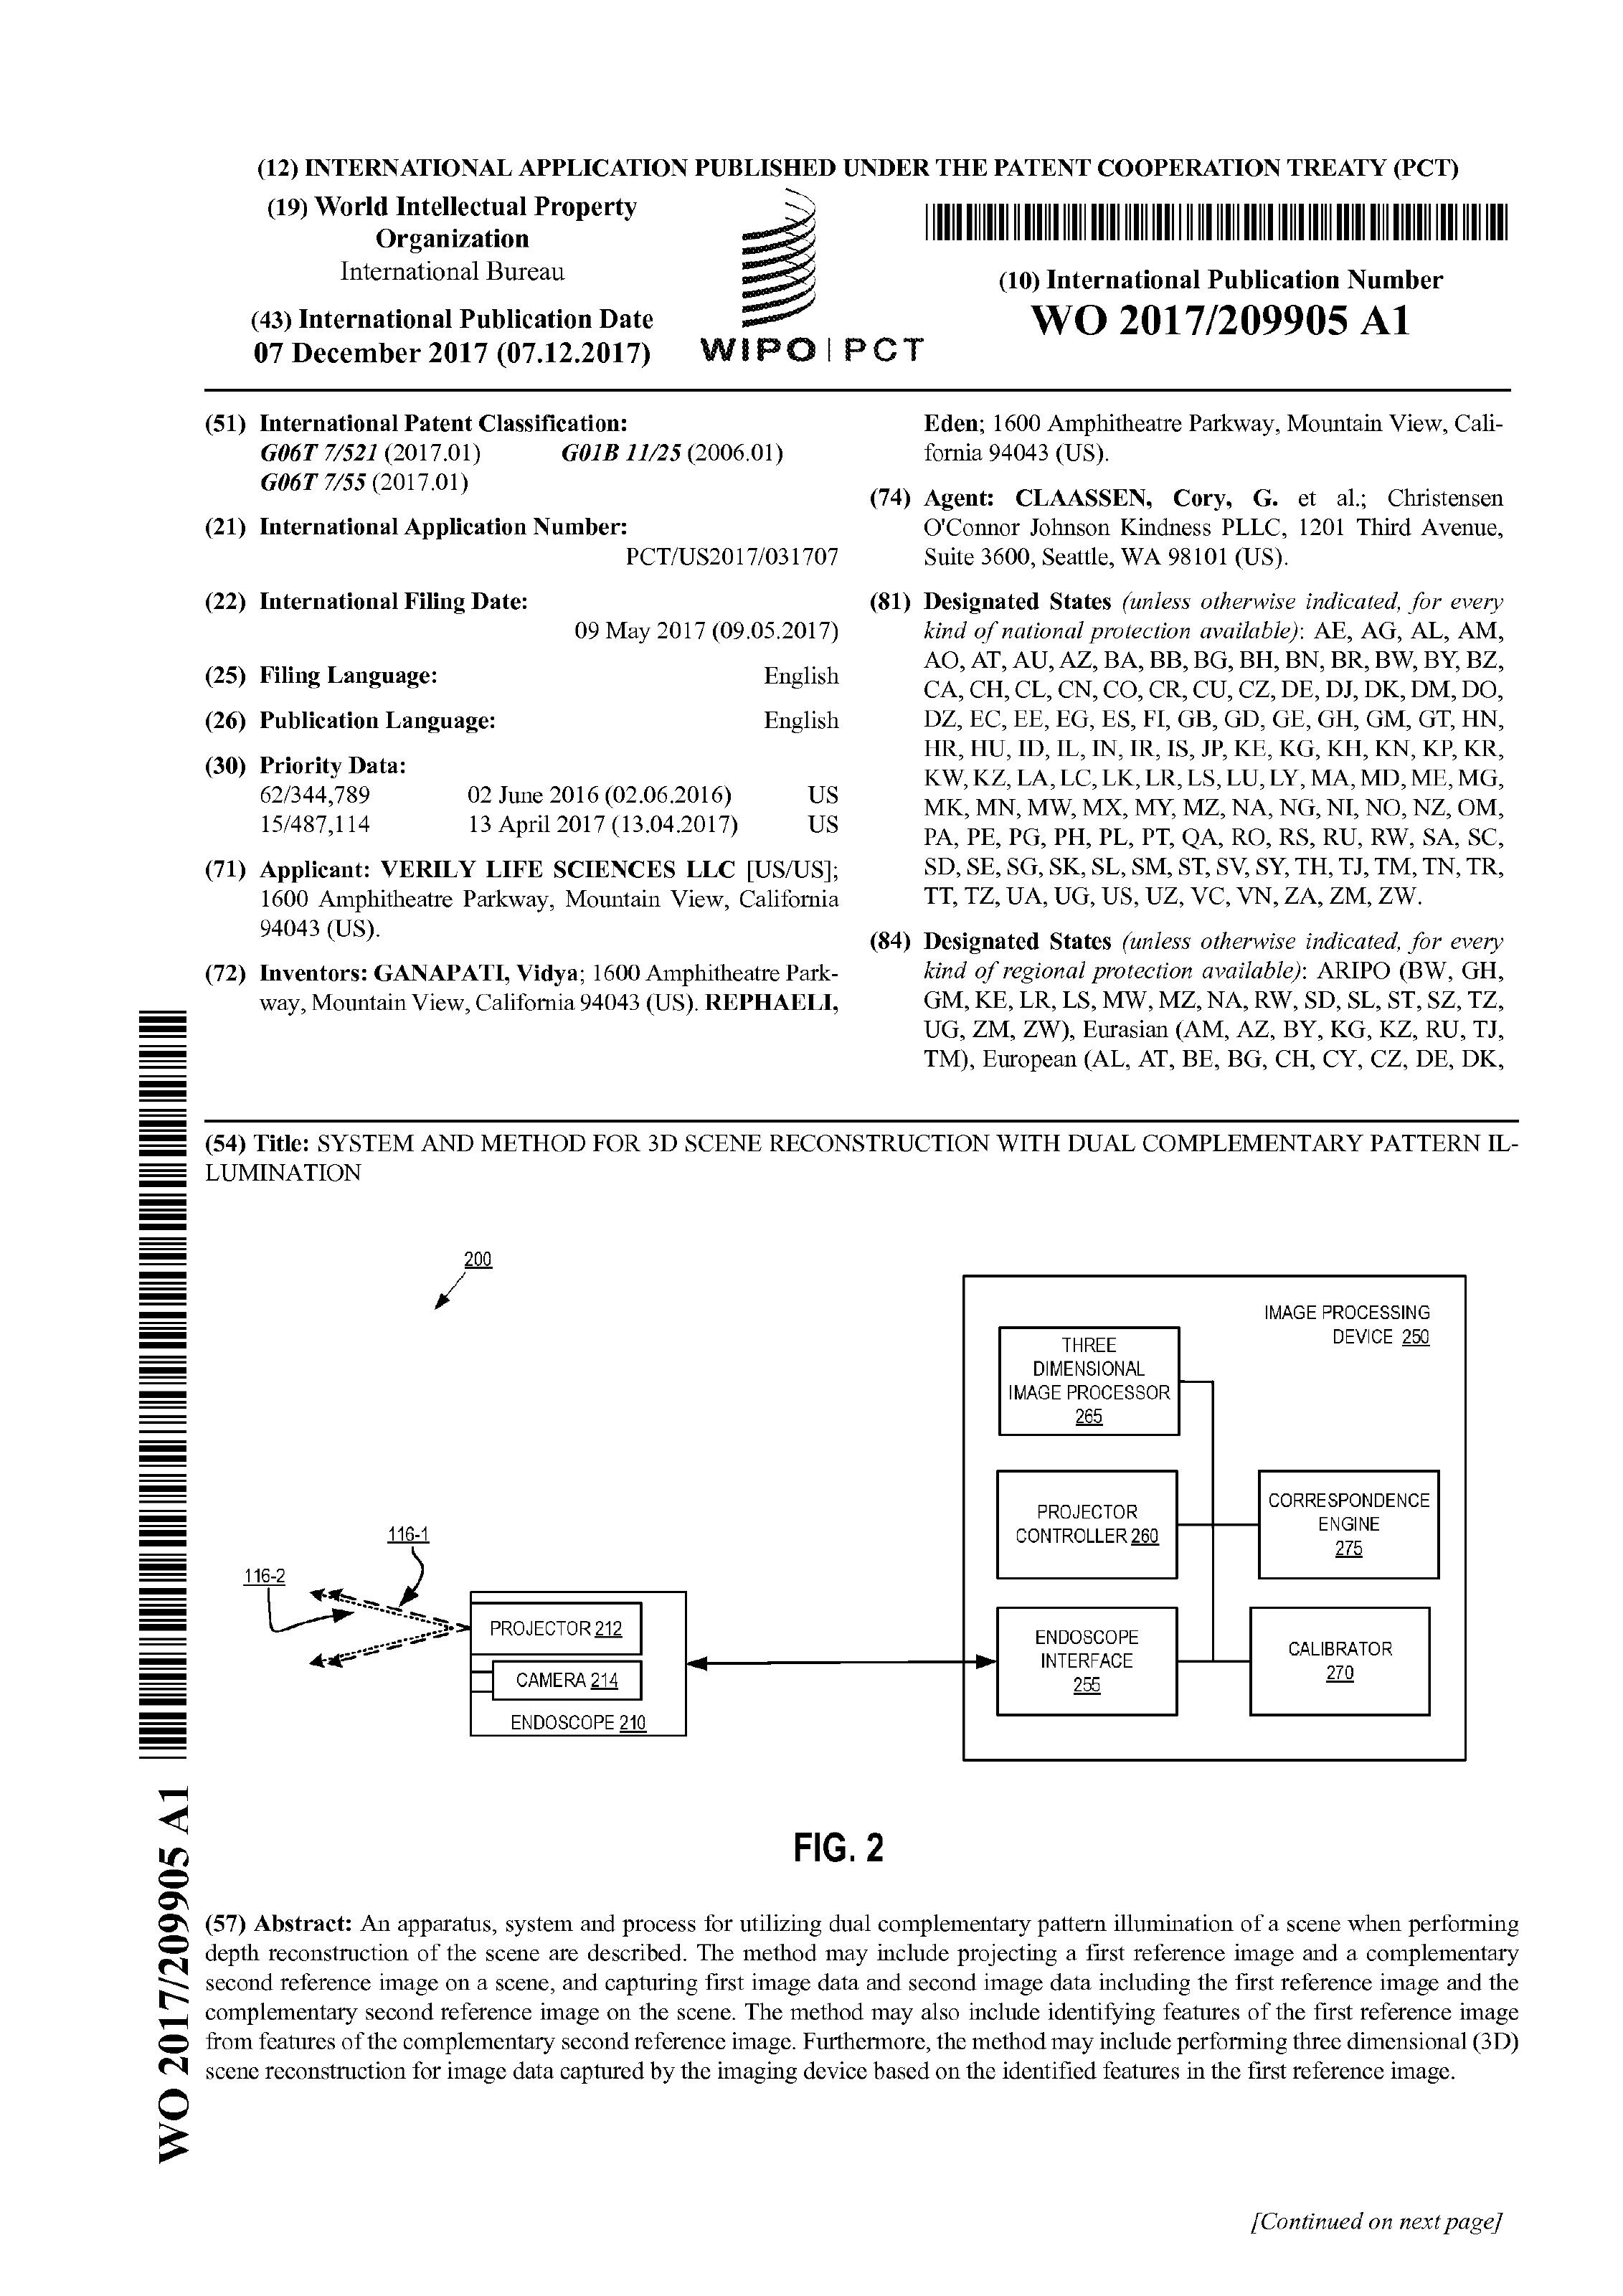 (12) INTERNATIONAL APPLICATION PUBLISHED UNDER THE PATENT COOPERATION TREATY (PCT)
(19) World Intellectual Property
Organization
International Bureau
(43) International Publication Date
07 December 2017 (07.12.2017)
WIPO | PCT
(10) International Publication Number
WO 2017/209905 A1
(51) International Patent Classification:
G06T 7/521 (2017.01) G01B 11/25 (2006.01)
G06T 7/55 (2017.01)
(21) International Application Number:
PCT/US2017/031707
(22) International Filing Date:
09 May 2017 (09.05.2017)
(25) Filing Language: English
(26) Publication Language: English
(30) Priority Data:
62/344,789 02 June 2016 (02.06.2016) US
15/487,114 13 April 2017 (13.04.2017) US
(71) Applicant: VERILY LIFE SCIENCES LLC [US/US];
1600 Amphitheatre Parkway, Mountain View, California
94043 (US).
(72) Inventors: GANAPATI, Vidya; 1600 Amphitheatre Park-
way, Mountain View, California 94043 (US). REPHAELI,
Eden; 1600 Amphitheatre Parkway, Mountain View, Cali-
fornia 94043 (US).
(74) Agent: CLAASSEN, Cory, G. et al.; Christensen
O'Connor Johnson Kindness PLLC, 1201 Third Avenue,
Suite 3600, Seattle, WA 98101 (US).
(81) Designated States (unless otherwise indicated, for every
kind of national protection available): AE, AG, AL, AM,
AO, AT, AU, AZ, BA, BB, BG, BH, BN, BR, BW, BY, BZ,
CA, CH, CL, CN, CO, CR, CU, CZ, DE, DJ, DK, DM, DO,
DZ, EC, EE, EG, ES, FI, GB, GD, GE, GH, GM, GT, HN,
HR, HU, ID, IL, IN, IR, IS, JP, KE, KG, KH, KN, KP, KR,
KW, KZ, LA, LC, LK, LR, LS, LU, LY, MA, MD, ME, MG,
MK, MN, MW, MX, MY, MZ, NA, NG, NI, NO, NZ, OM,
PA, PE, PG, PH, PL, PT, QA, RO, RS, RU, RW, SA, SC,
SD, SE, SG, SK, SL, SM, ST, SV, SY, TH, TJ, TM, TN, TR,
TT, TZ, UA, UG, US, UZ, VC, VN, ZA, ZM, ZW.
(84) Designated States (unless otherwise indicated, for every
kind of regional protection available): ARIPO (BW, GH,
GM, KE, LR, LS, MW, MZ, NA, RW, SD, SL, ST, SZ, TZ,
UG, ZM, ZW), Eurasian (AM, AZ, BY, KG, KZ, RU, TJ,
TM), European (AL, AT, BE, BG, CH, CY, CZ, DE, DK,
(54) Title: SYSTEM AND METHOD FOR 3D SCENE RECONSTRUCTION WITH DUAL COMPLEMENTARY PATTERN IL-
LUMINATION
200
IMAGE PROCESSING
DEVICE 250
THREE
DIMENSIONAL
IMAGE PROCESSOR
265
PROJECTOR
CONTROLLER 260
CORRESPONDENCE
ENGINE
275
116-1
116-2
PROJECTOR 212
CAMERA 214
ENDOSCOPE 210
ENDOSCOPE
INTERFACE
255
CALIBRATOR
270
FIG. 2
(57) Abstract: An apparatus, system and process for utilizing dual complementary pattern illumination of a scene when performing
depth reconstruction of the scene are described. The method may include projecting a first reference image and a complementary
second reference image on a scene, and capturing first image data and second image data including the first reference image and the
complementary second reference image on the scene. The method may also include identifying features of the first reference image
from features of the complementary second reference image. Furthermore, the method may include performing three dimensional (3D)
scene reconstruction for image data captured by the imaging device based on the identified features in the first reference image.
WO 2017/209905 A1
[Continued on next page]